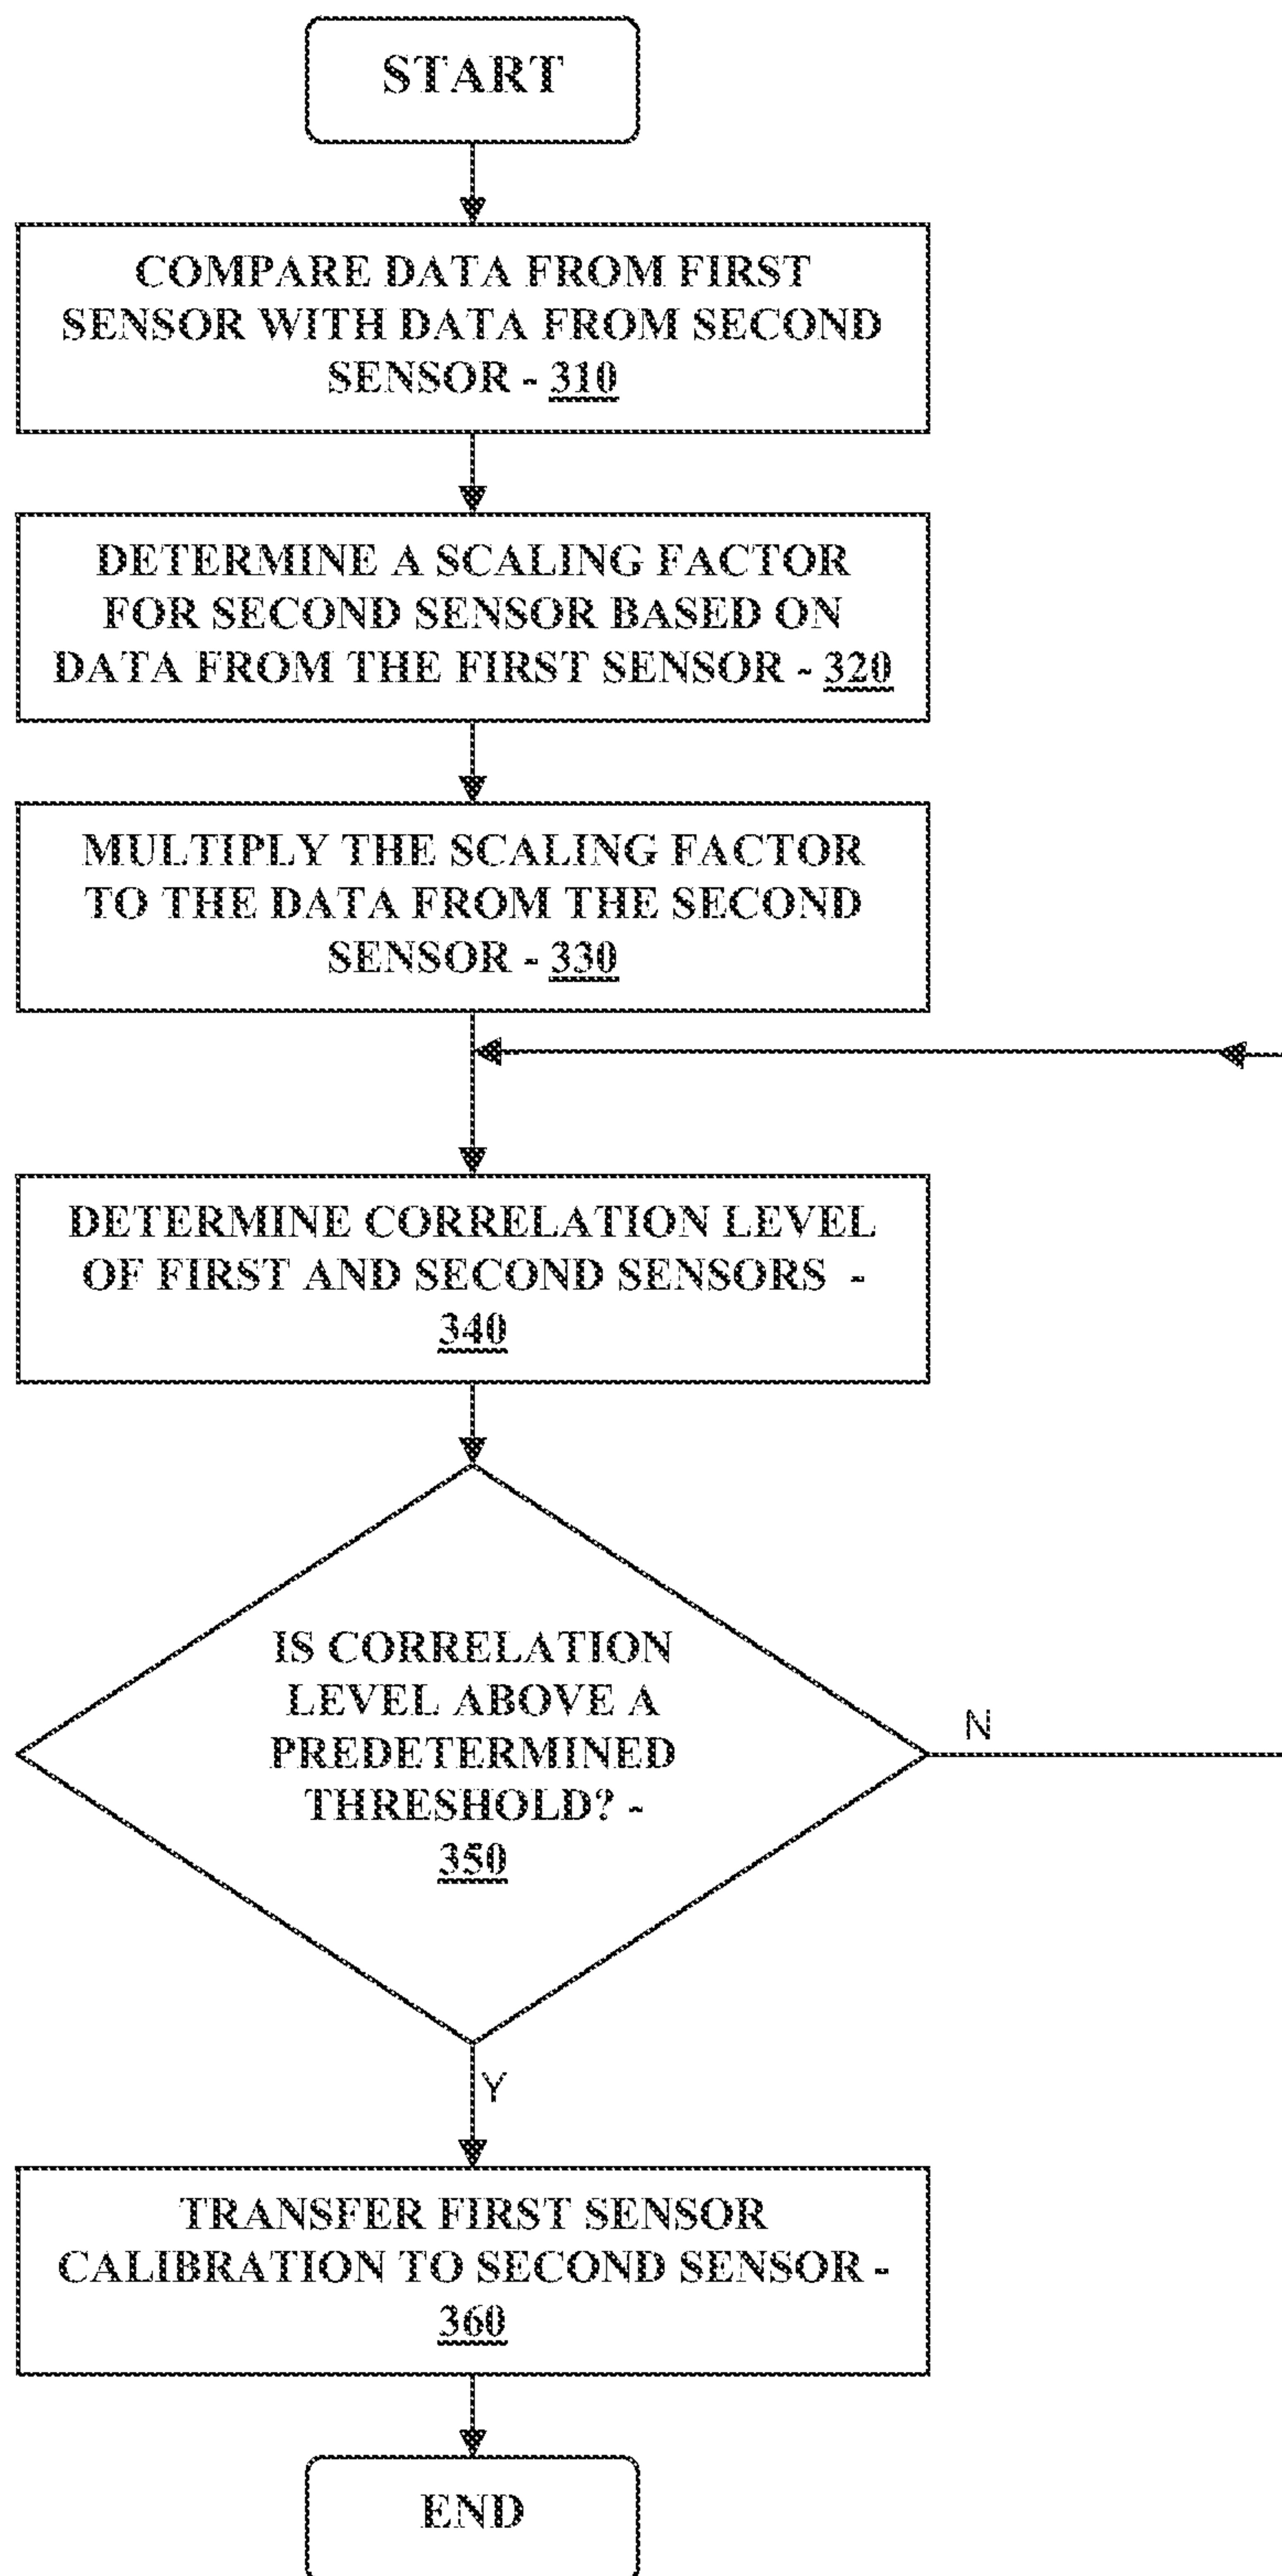 START
COMPARE DATA FROM FIRST
SENSOR WITH DATA FROM SECOND
SENSOR - 310
DETERMINE A SCALING FACTOR
FOR SECOND SENSOR BASED ON
DATA FROM THE FIRST SENSOR - 320
MULTIPLY THE SCALING FACTOR
TO THE DATA FROM THE SECOND
SENSOR - 330
DETERMINE CORRELATION LEVEL
OF FIRST AND SECOND SENSORS -
340
IS CORRELATION
LEVEL ABOVE A
PREDETERMINED
THRESHOLD? -
350
N
Y
TRANSFER FIRST SENSOR
CALIBRATION TO SECOND SENSOR -
360
END